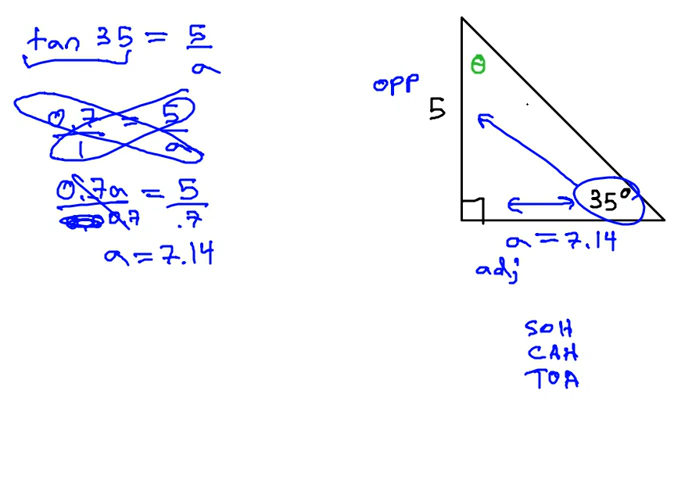 tan 35 = 5/a
0.7/1 = 5/a
0.7a/0.7 = 5/.7
a = 7.14
θ
opp
5
35°
a = 7.14
adj
SOH
CAH
TOA